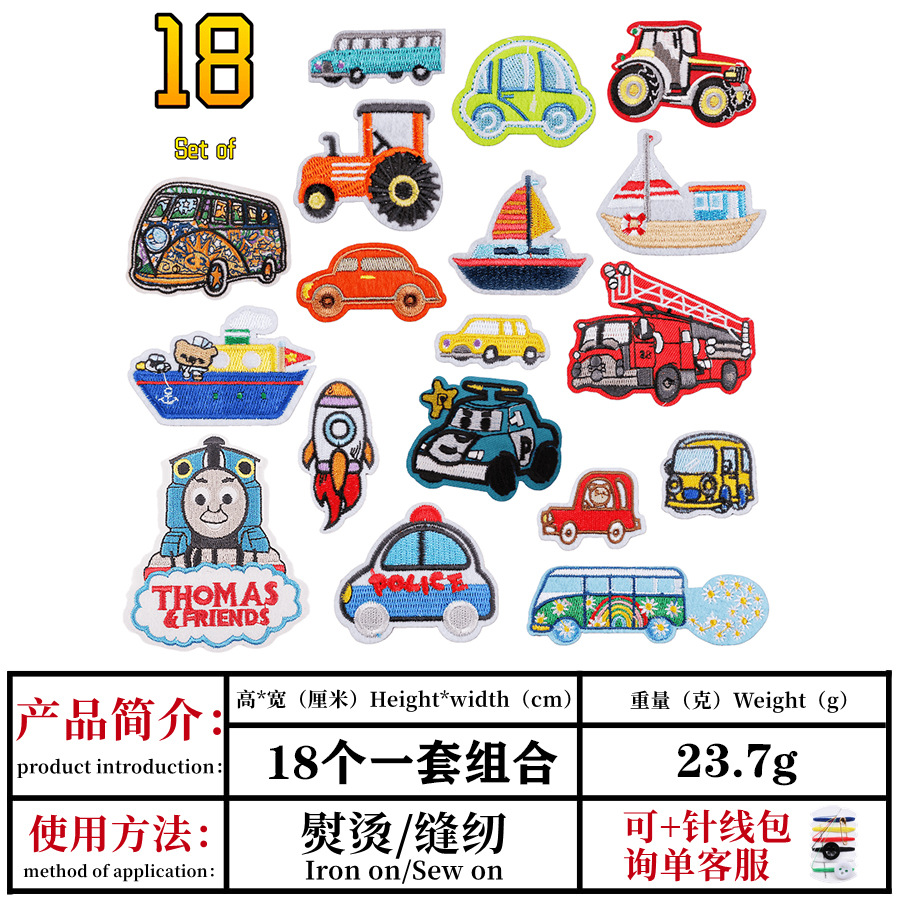 18
Set of
18
P
POLICE
THOMAS
& FRIENDS
产品简介：
product introduction：
高*宽（厘米）Height*width（cm）
重量（克）Weight（g）
18个一套组合
23.7g
使用方法：
method of application：
熨烫/缝纫
Iron on/Sew on
可+针线包
询单客服